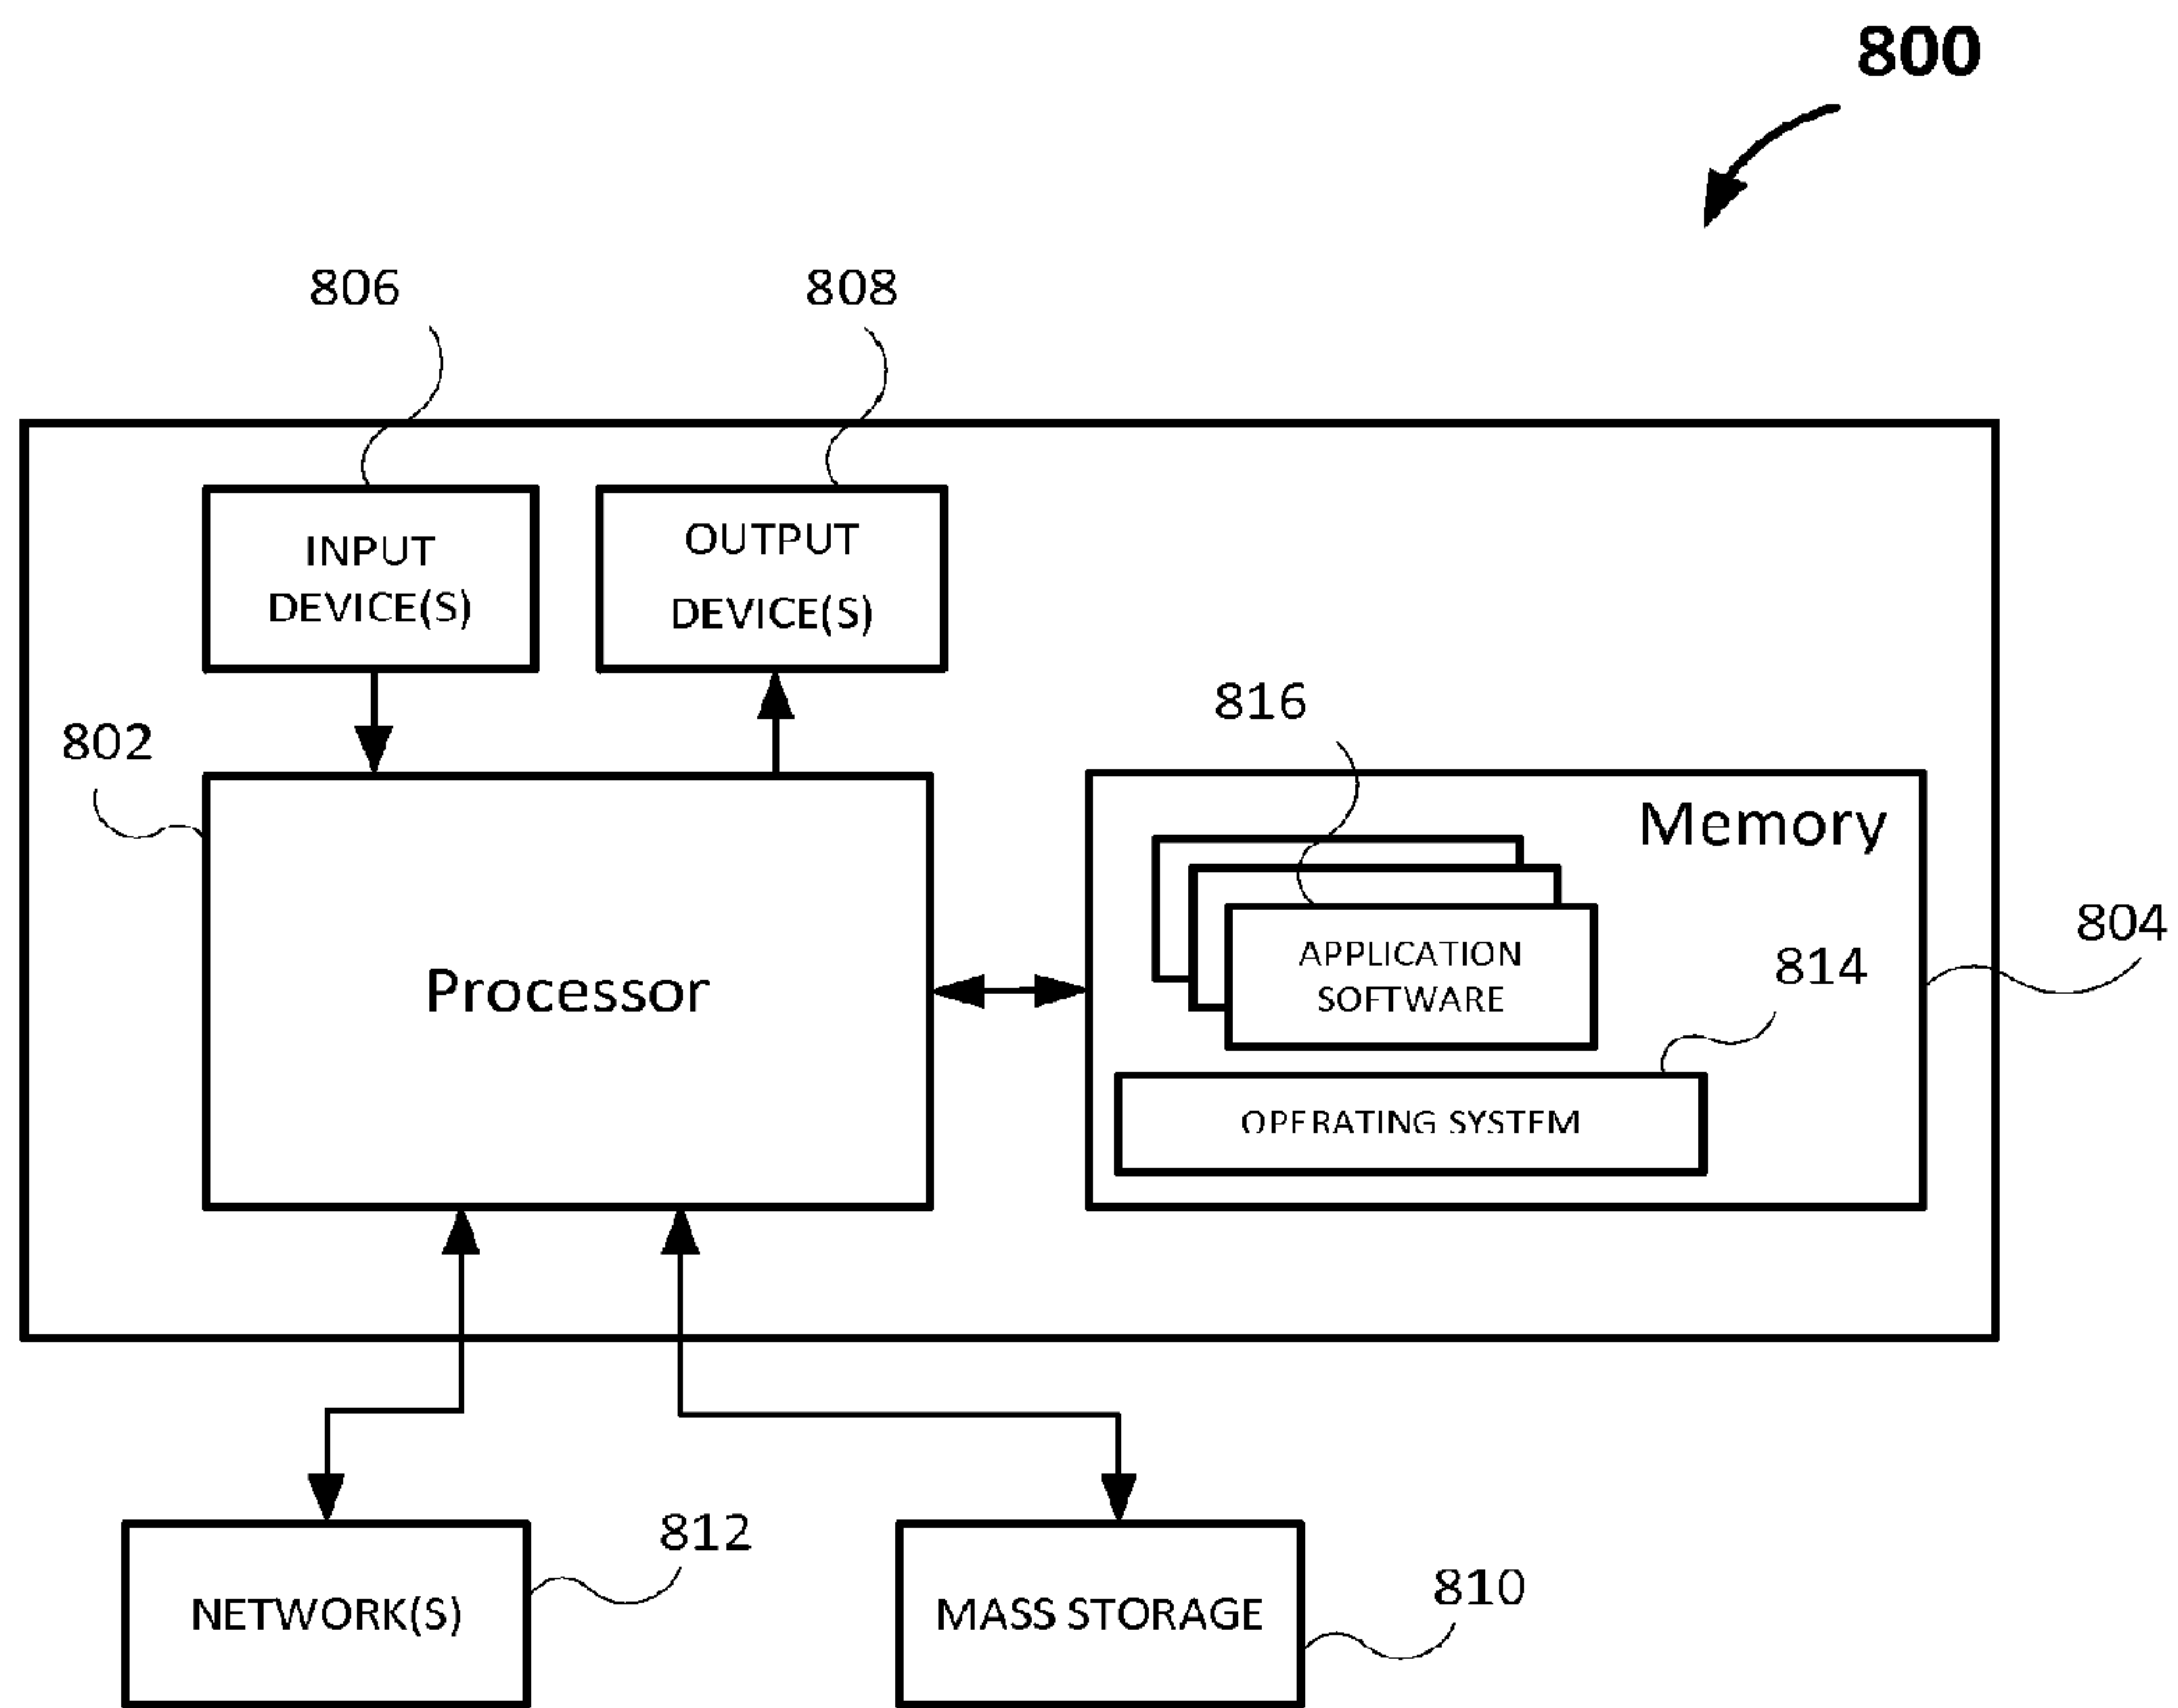 800
806
808
INPUT
DEVICE(S)
OUTPUT
DEVICE(S)
802
816
Memory
Processor
APPLICATION
SOFTWARE
804
814
OPERATING SYSTEM
812
NETWORK(S)
MASS STORAGE
810